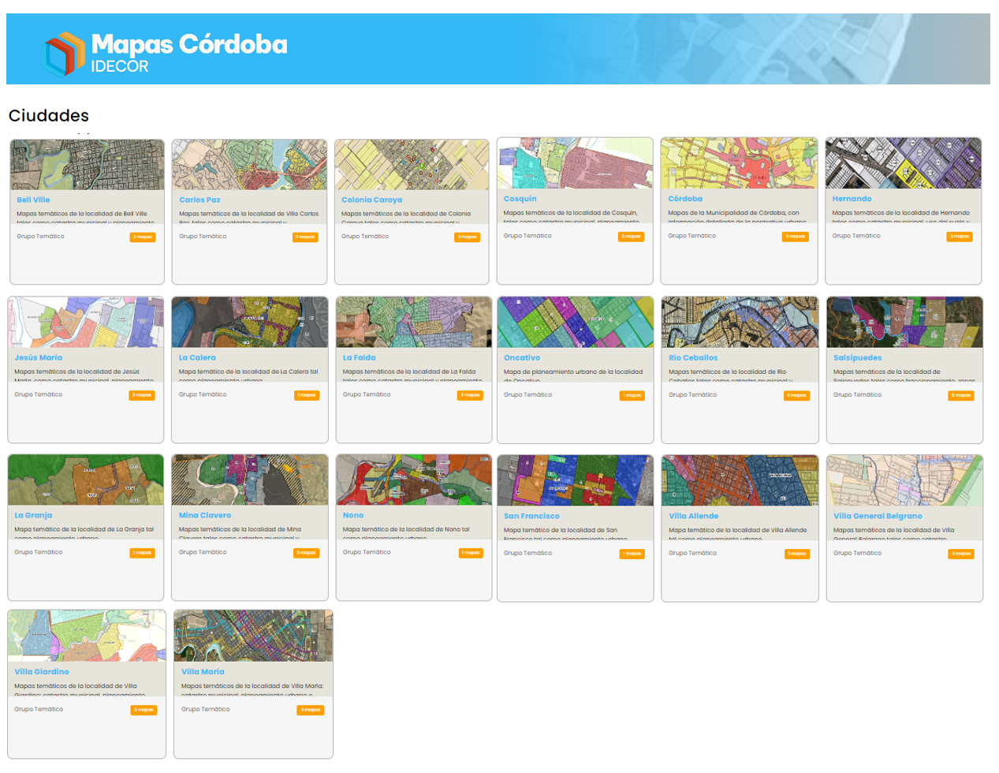 Mapas Córdoba
IDECOR
Ciudades
Bell Ville
Mapas temáticos de la localidad de Bell Ville
tales como catastro municipal y planeamiento
Grupo Temático
3 mapas
Carlos Paz
Mapas temáticos de la localidad de Villa Carlos
Paz, tales como catastro municipal y
Grupo Temático
3 mapas
Colonia Caroya
Mapas temáticos de la localidad de Colonia
Caroya tales como catastro municipal y
Grupo Temático
3 mapas
Cosquín
Mapas temáticos de la localidad de Cosquín,
tales como catastro municipal, planeamiento
Grupo Temático
3 mapas
Córdoba
Mapas de la Municipalidad de Córdoba, con
información detallada de la normativa urbana
Grupo Temático
6 mapas
Hernando
Mapas temáticos de la localidad de Hernando
tales como catastro municipal, uso del suelo y
Grupo Temático
3 mapas
Jesús María
Mapas temáticos de la localidad de Jesús
María, como catastro municipal, planeamiento
Grupo Temático
3 mapas
La Calera
Mapa temático de la localidad de La Calera tal
como planeamiento urbano.
Grupo Temático
1 mapas
La Falda
Mapas temáticos de la localidad de La Falda
tales como catastro municipal y planeamiento
Grupo Temático
3 mapas
Oncativo
Mapa de planeamiento urbano de la localidad
de Oncativo
Grupo Temático
1 mapas
Río Ceballos
Mapas temáticos de la localidad de Río
Ceballos tales como catastro municipal y
Grupo Temático
2 mapas
Salsipuedes
Mapas temáticos de la localidad de
Salsipuedes tales como fraccionamiento, zonas
Grupo Temático
5 mapas
La Granja
Mapa temático de la localidad de La Granja tal
como planeamiento urbano
Grupo Temático
1 mapas
Mina Clavero
Mapas temáticos de la localidad de Mina
Clavero tales como catastro municipal y
Grupo Temático
2 mapas
Nono
Mapa temático de la localidad de Nono tal
como planeamiento urbano.
Grupo Temático
1 mapas
San Francisco
Mapa temático de la localidad de San
Francisco tal como planeamiento urbano
Grupo Temático
1 mapas
Villa Allende
Mapa temático de la localidad de Villa Allende
tal como planeamiento urbano
Grupo Temático
1 mapas
Villa General Belgrano
Mapas temáticos de la localidad de Villa
General Belgrano tales como catastro
Grupo Temático
3 mapas
Villa Giardino
Mapas temáticos de la localidad de Villa
Giardino: catastro municipal, planeamiento
Grupo Temático
3 mapas
Villa María
Mapas temáticos de la localidad de Villa María:
catastro municipal, planeamiento urbano e
Grupo Temático
4 mapas